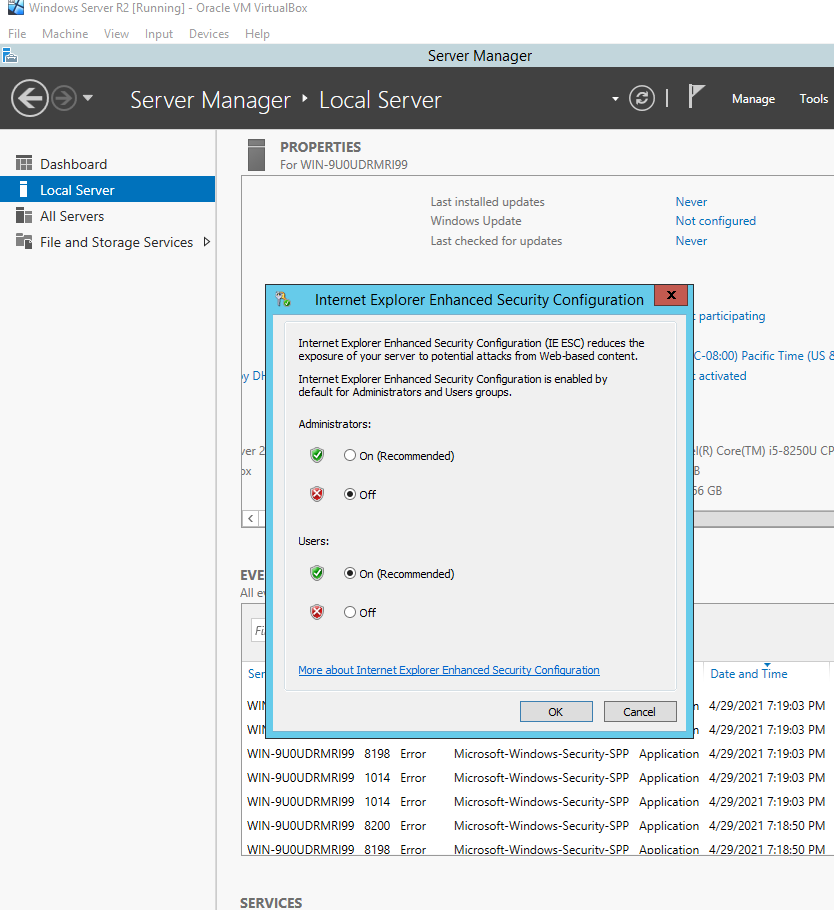 Windows Server R2 [Running] - Oracle VM VirtualBox
File Machine View Input Devices Help
Server Manager
Server Manager Local Server
Manage Tools
Dashboard
Local Server
All Servers
File and Storage Services
PROPERTIES
For WIN-9U0UDRMRI99
Last installed updates Never
Windows Update Not configured
Last checked for updates Never
Internet Explorer Enhanced Security Configuration x
Internet Explorer Enhanced Security Configuration (IE ESC) reduces the
exposure of your server to potential attacks from Web-based content.
Internet Explorer Enhanced Security Configuration is enabled by
default for Administrators and Users groups.
Administrators:
On (Recommended)
Off
Users:
On (Recommended)
Off
More about Internet Explorer Enhanced Security Configuration
OK Cancel
participating
C-08:00) Pacific Time (US &
by DH
activated
ver 2
ox
el(R) Core(TM) i5-8250U CP
B
56 GB
EVE
All ev
Fi
Ser Date and Time
WIN n 4/29/2021 7:19:03 PM
WIN n 4/29/2021 7:19:03 PM
WIN-9U0UDRMRI99 8198 Error Microsoft-Windows-Security-SPP Application 4/29/2021 7:19:03 PM
WIN-9U0UDRMRI99 1014 Error Microsoft-Windows-Security-SPP Application 4/29/2021 7:19:03 PM
WIN-9U0UDRMRI99 1014 Error Microsoft-Windows-Security-SPP Application 4/29/2021 7:19:03 PM
WIN-9U0UDRMRI99 8200 Error Microsoft-Windows-Security-SPP Application 4/29/2021 7:18:50 PM
WIN-9U0UDRMRI99 8198 Error Microsoft-Windows-Security-SPP Application 4/29/2021 7:18:50 PM
SERVICES